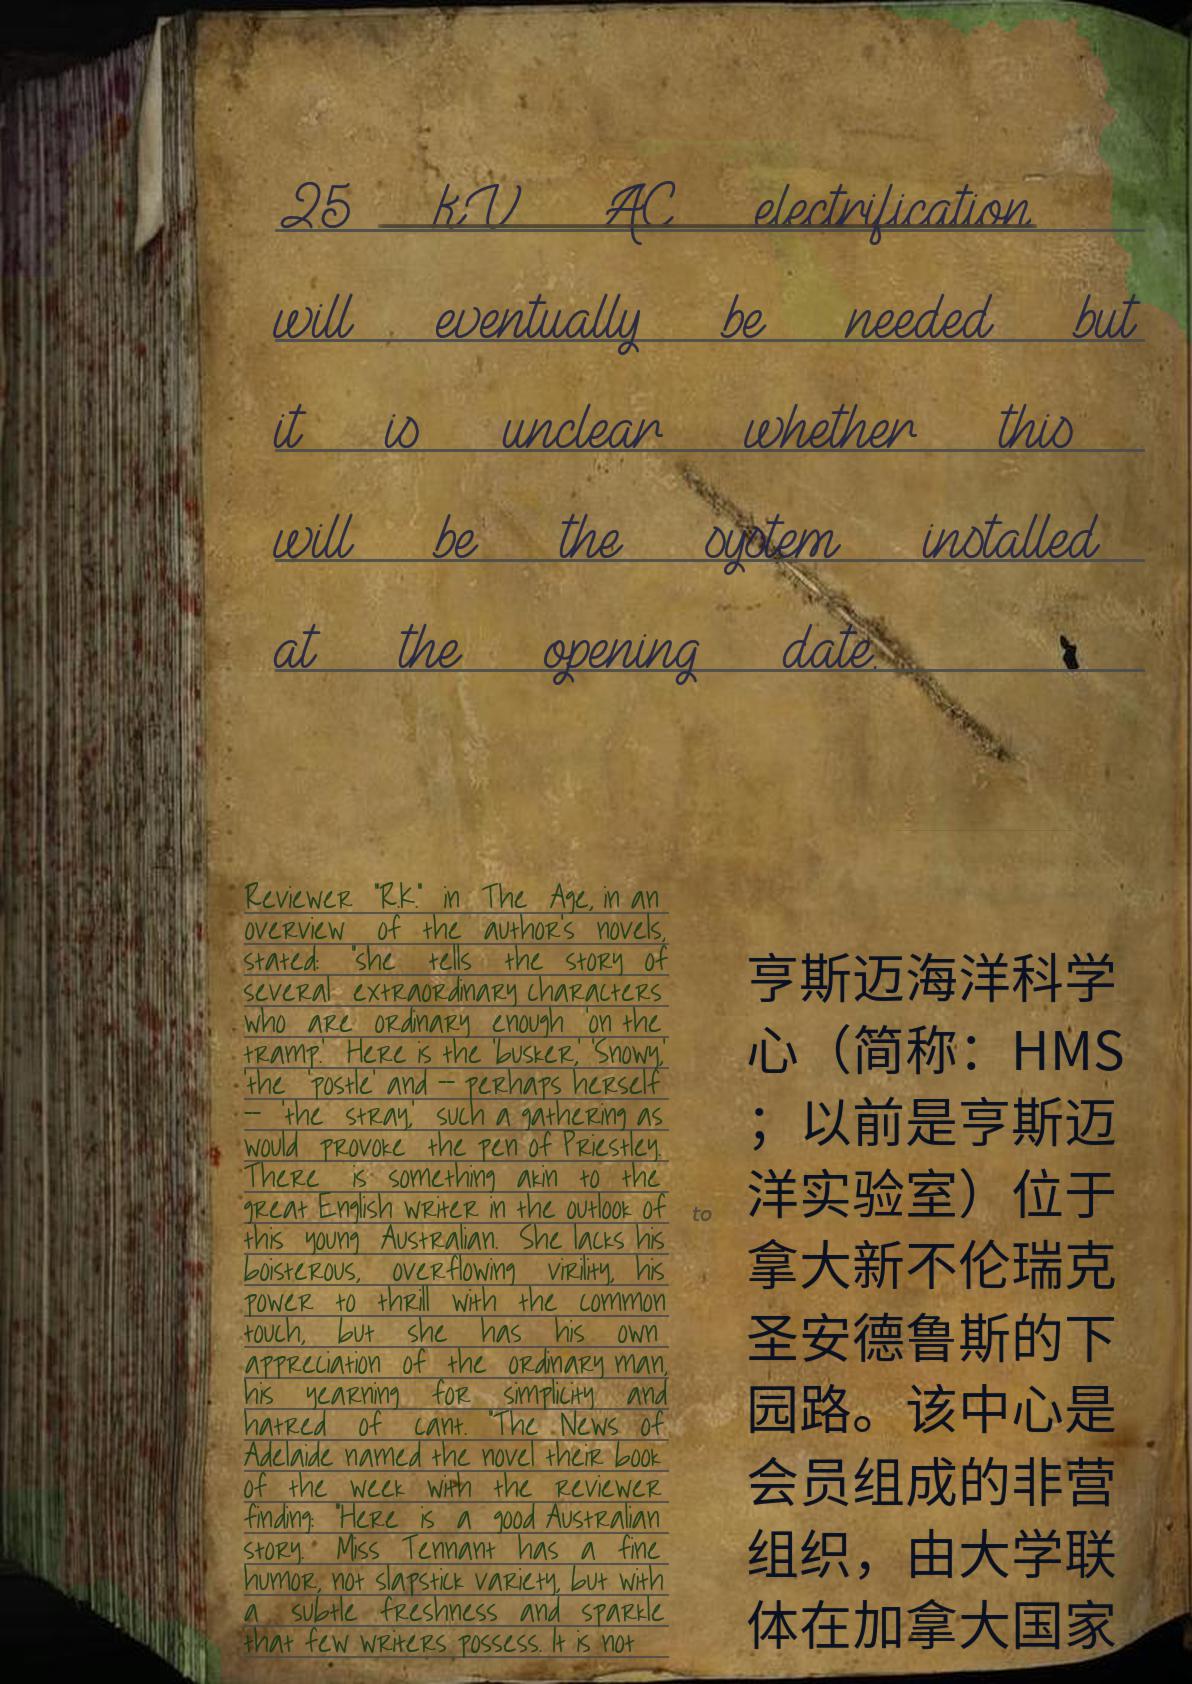 25 kV AC electrification
will eventually be needed but
it is unclear whether this
will be the system installed
at the opening date.
Reviewer "R.K." in The Age, in an
overview of the author's novels,
stated: "she tells the story of
several extraordinary characters
who are ordinary enough 'on the
tramp.' Here is the 'busker,' 'Snowy,'
'the 'postle' and — perhaps herself
— 'the stray,' such a gathering as
would provoke the pen of Priestley.
There is something akin to the
great English writer in the outlook of
this young Australian. She lacks his
boisterous, overflowing virility, his
power to thrill with the common
touch, but she has his own
appreciation of the ordinary man,
his yearning for simplicity and
hatred of cant. "The News of
Adelaide named the novel their book
of the week with the reviewer
finding: "Here is a good Australian
story. Miss Tennant has a fine
humor, not slapstick variety, but with
a subtle freshness and sparkle
that few writers possess. It is not
to
亨斯迈海洋科学
心（简称：HMS
；以前是亨斯迈
洋实验室）位于
拿大新不伦瑞克
圣安德鲁斯的下
园路。该中心是
会员组成的非营
组织，由大学联
体在加拿大国家